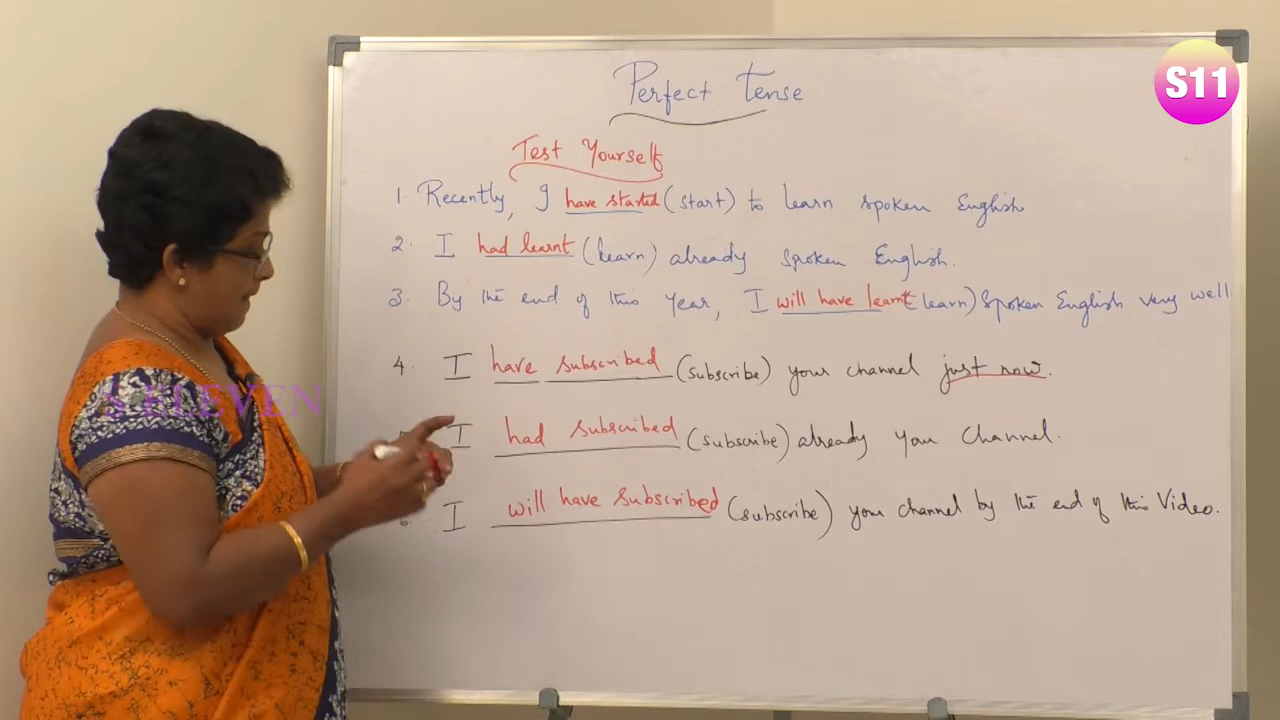 S11
Perfect Tense
Test Yourself
1. Recently, I have started (start) to learn spoken English
2. I had learnt (learn) already spoken English.
3. By the end of this year, I will have learnt learn) Spoken English very well
4. I have subscribed (subscribe) your channel just now.
I had subscribed (subscribe) already your Channel.
6. I will have subscribed (subscribe) your channel by the end of this Video.
ELEVEN